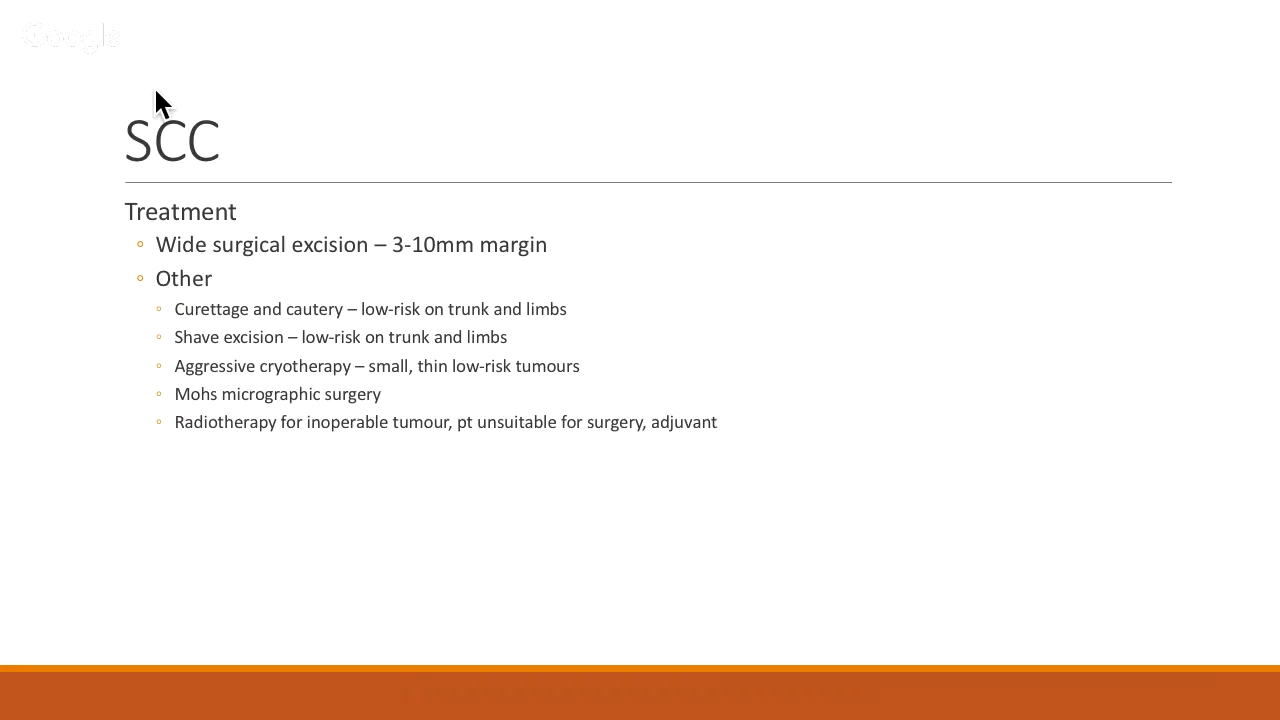 Google
SCC
Treatment
◦ Wide surgical excision – 3-10mm margin
◦ Other
◦ Curettage and cautery – low-risk on trunk and limbs
◦ Shave excision – low-risk on trunk and limbs
◦ Aggressive cryotherapy – small, thin low-risk tumours
◦ Mohs micrographic surgery
◦ Radiotherapy for inoperable tumour, pt unsuitable for surgery, adjuvant